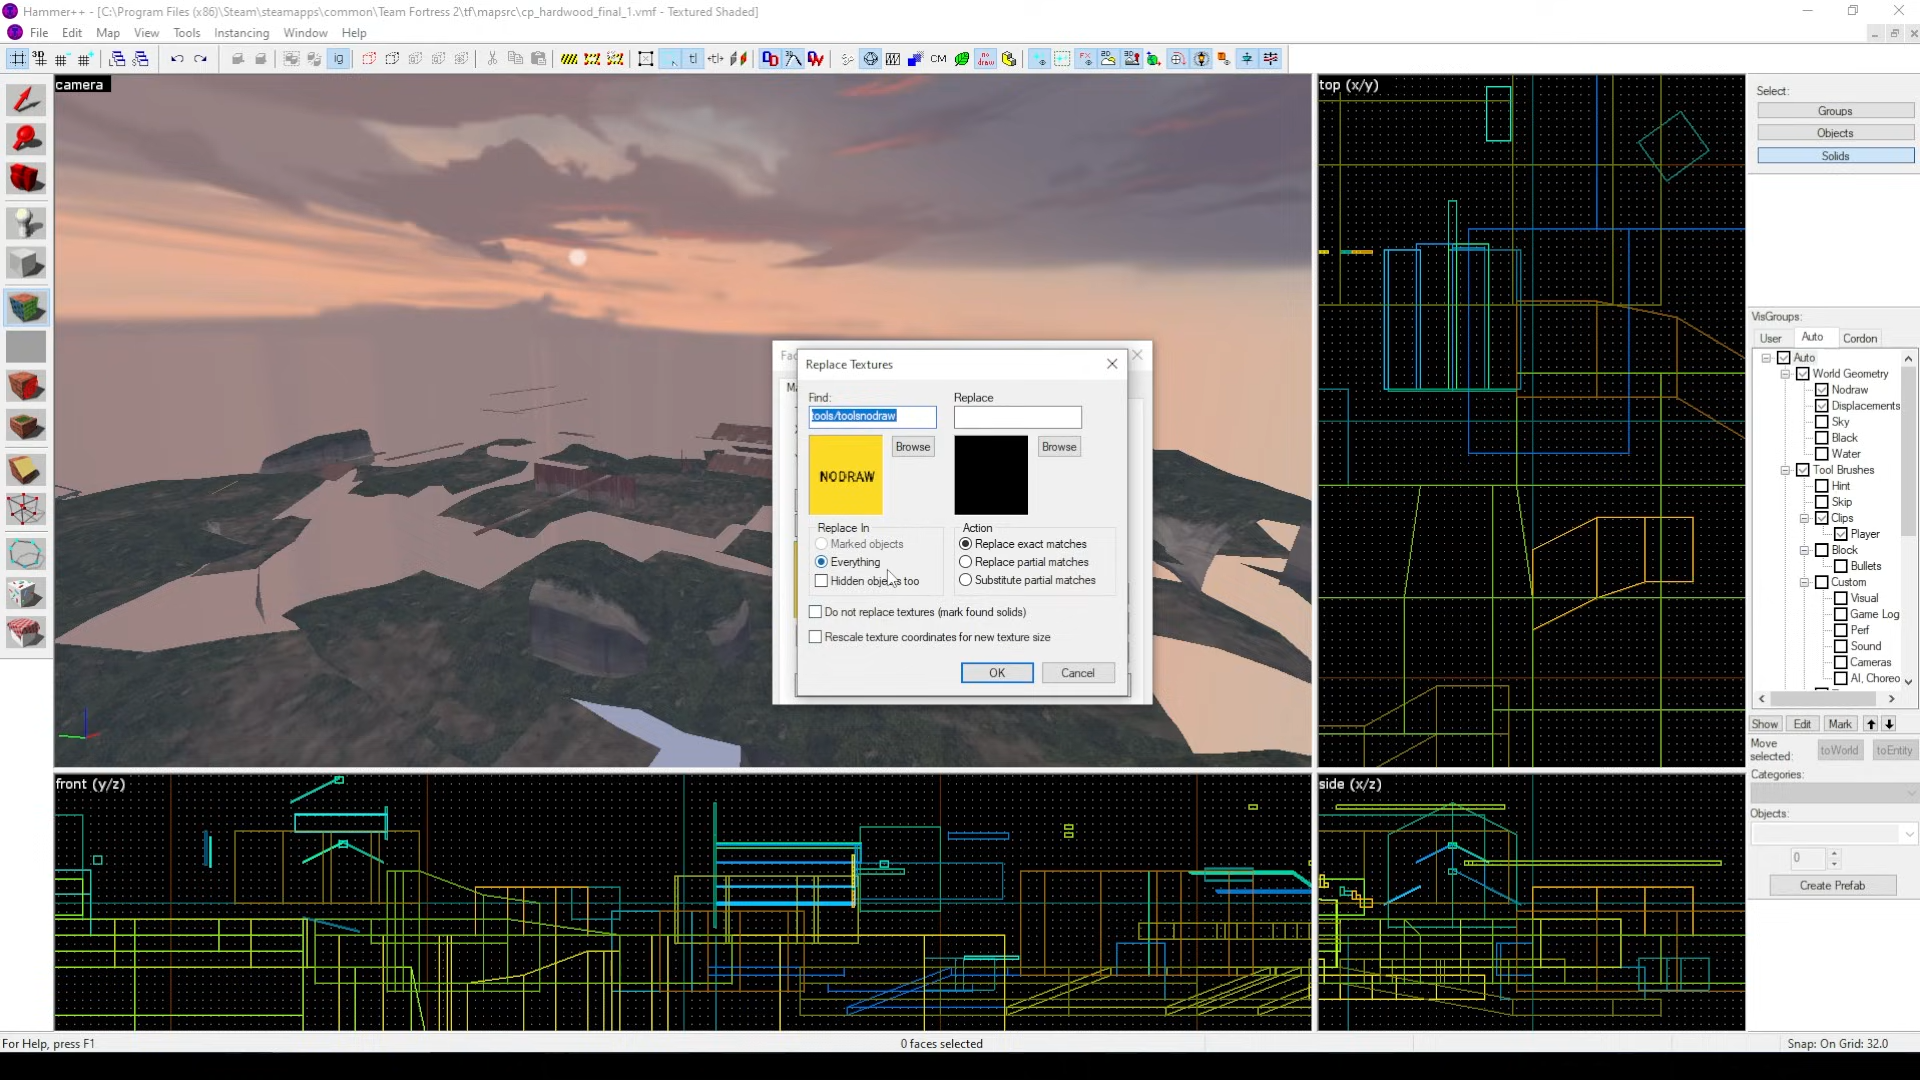 Hammer++ - [C:\Program Files (x86)\Steam\steamapps\common\Team Fortress 2\tf\mapsrc\cp_hardwood_final_1.vmf - Textured Shaded]
File Edit Map View Tools Instancing Window Help
3D
ig
tl
CM
camera
top (x/y)
Select:
Groups
Objects
Solids
VisGroups:
User Auto Cordon
Auto
World Geometry
Nodraw
Displacements
Sky
Black
Water
Tool Brushes
Hint
Skip
Clips
Player
Block
Bullets
Custom
Visual
Game Log
Perf
Sound
Cameras
AI, Choreo
Show Edit Mark
Move selected:
toWorld toEntity
Categories:
Objects:
0
Create Prefab
Replace Textures
Find: Replace
tools/toolsnodraw
NODRAW
Browse Browse
Replace In Action
Marked objects Replace exact matches
Everything Replace partial matches
Hidden objects too Substitute partial matches
Do not replace textures (mark found solids)
Rescale texture coordinates for new texture size
OK Cancel
front (y/z)
side (x/z)
For Help, press F1
0 faces selected
Snap: On Grid: 32.0